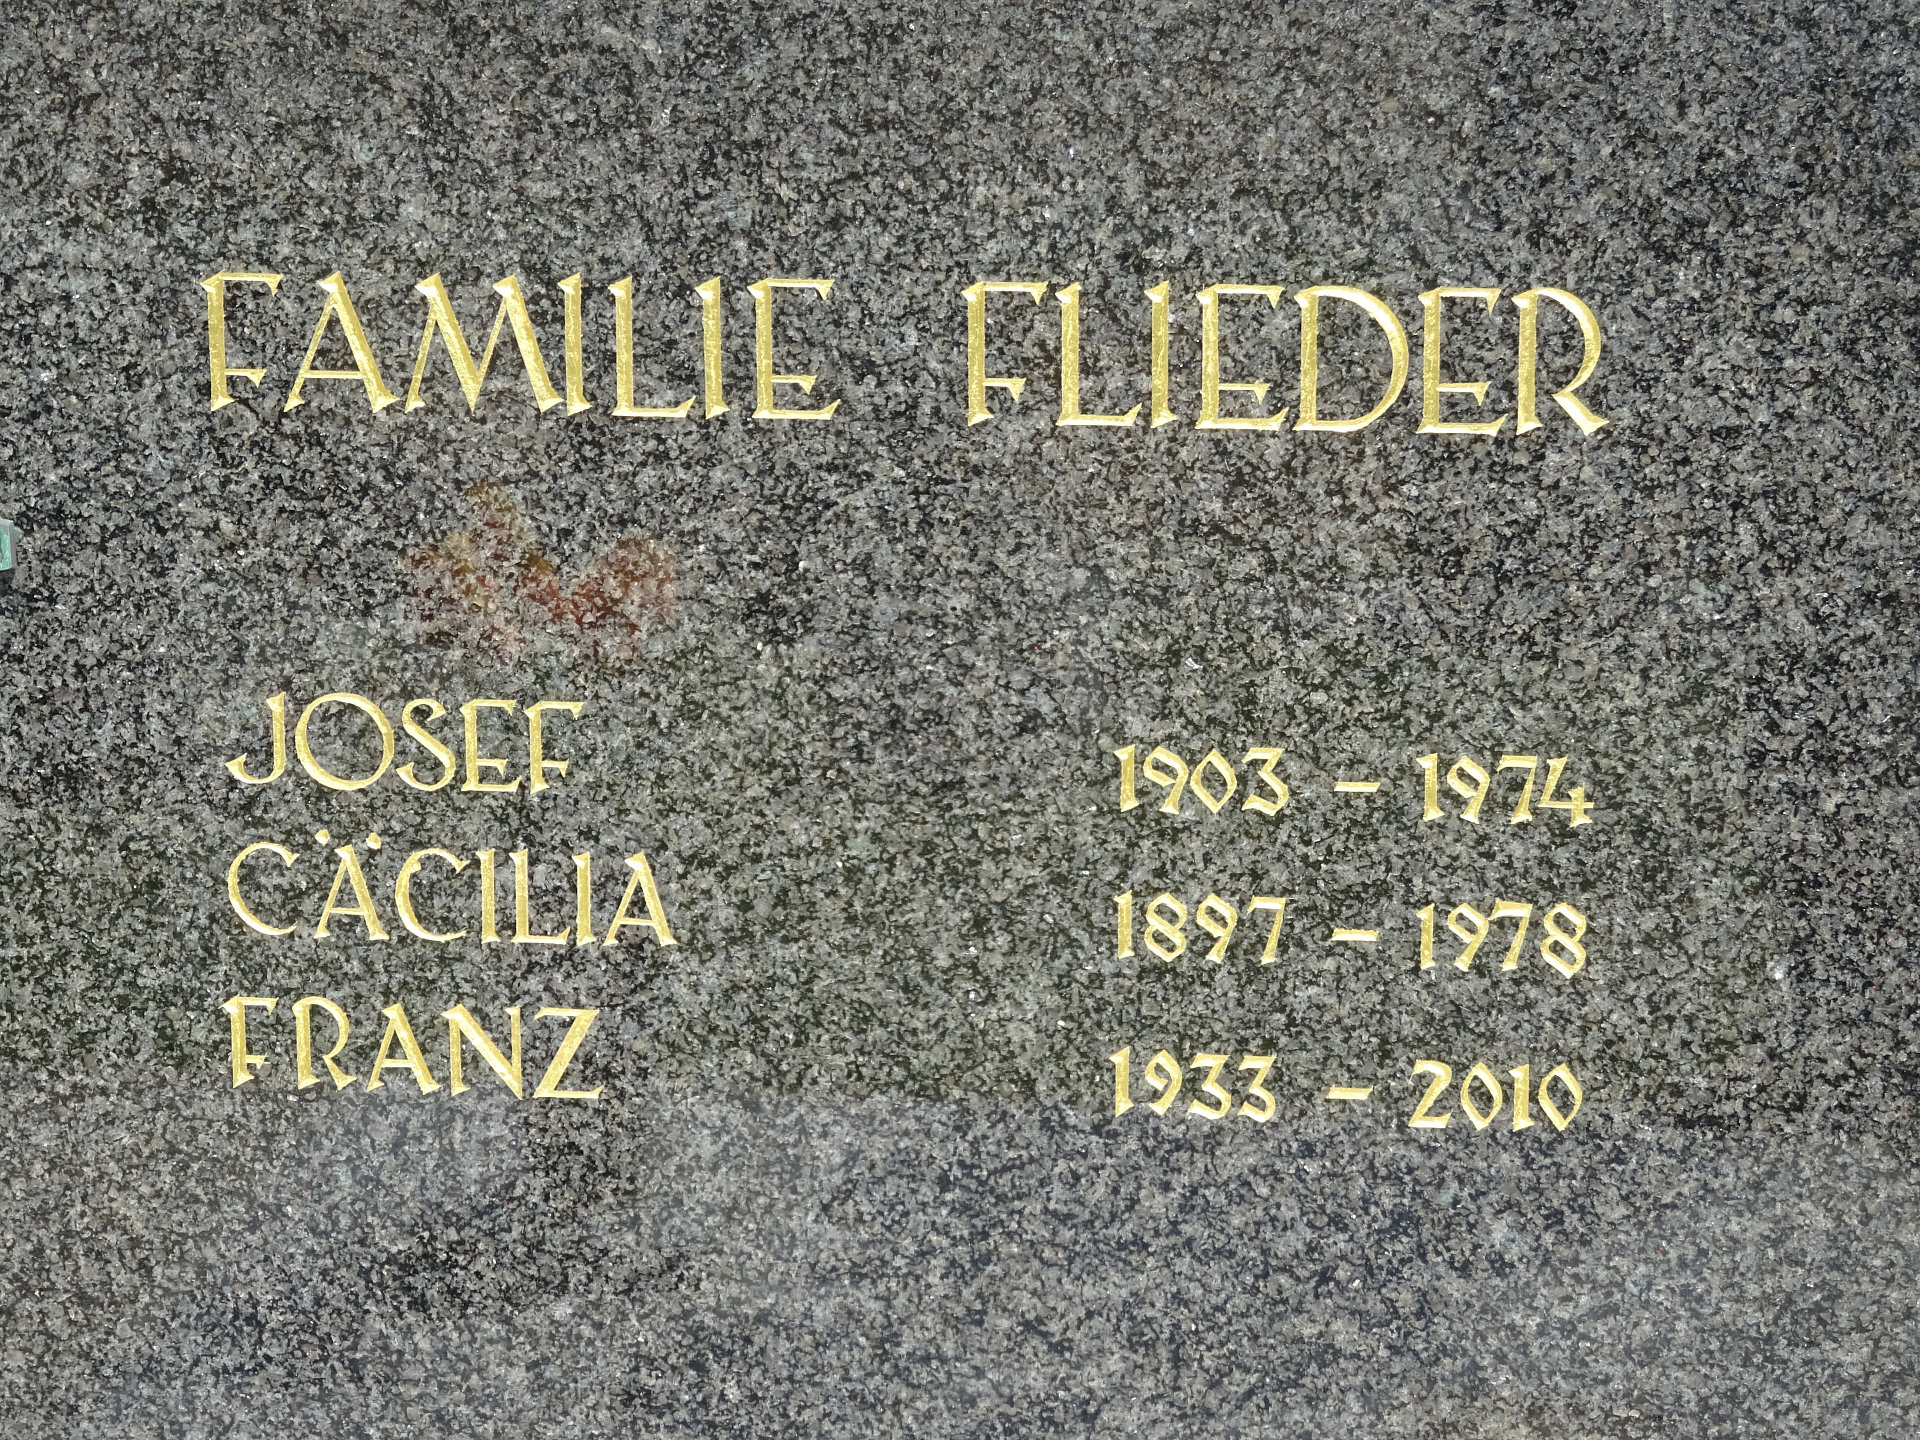 FAMILIE FLIEDER
JOSEF 1903 – 1974
CÄCILIA 1897 – 1978
FRANZ 1933 – 2010